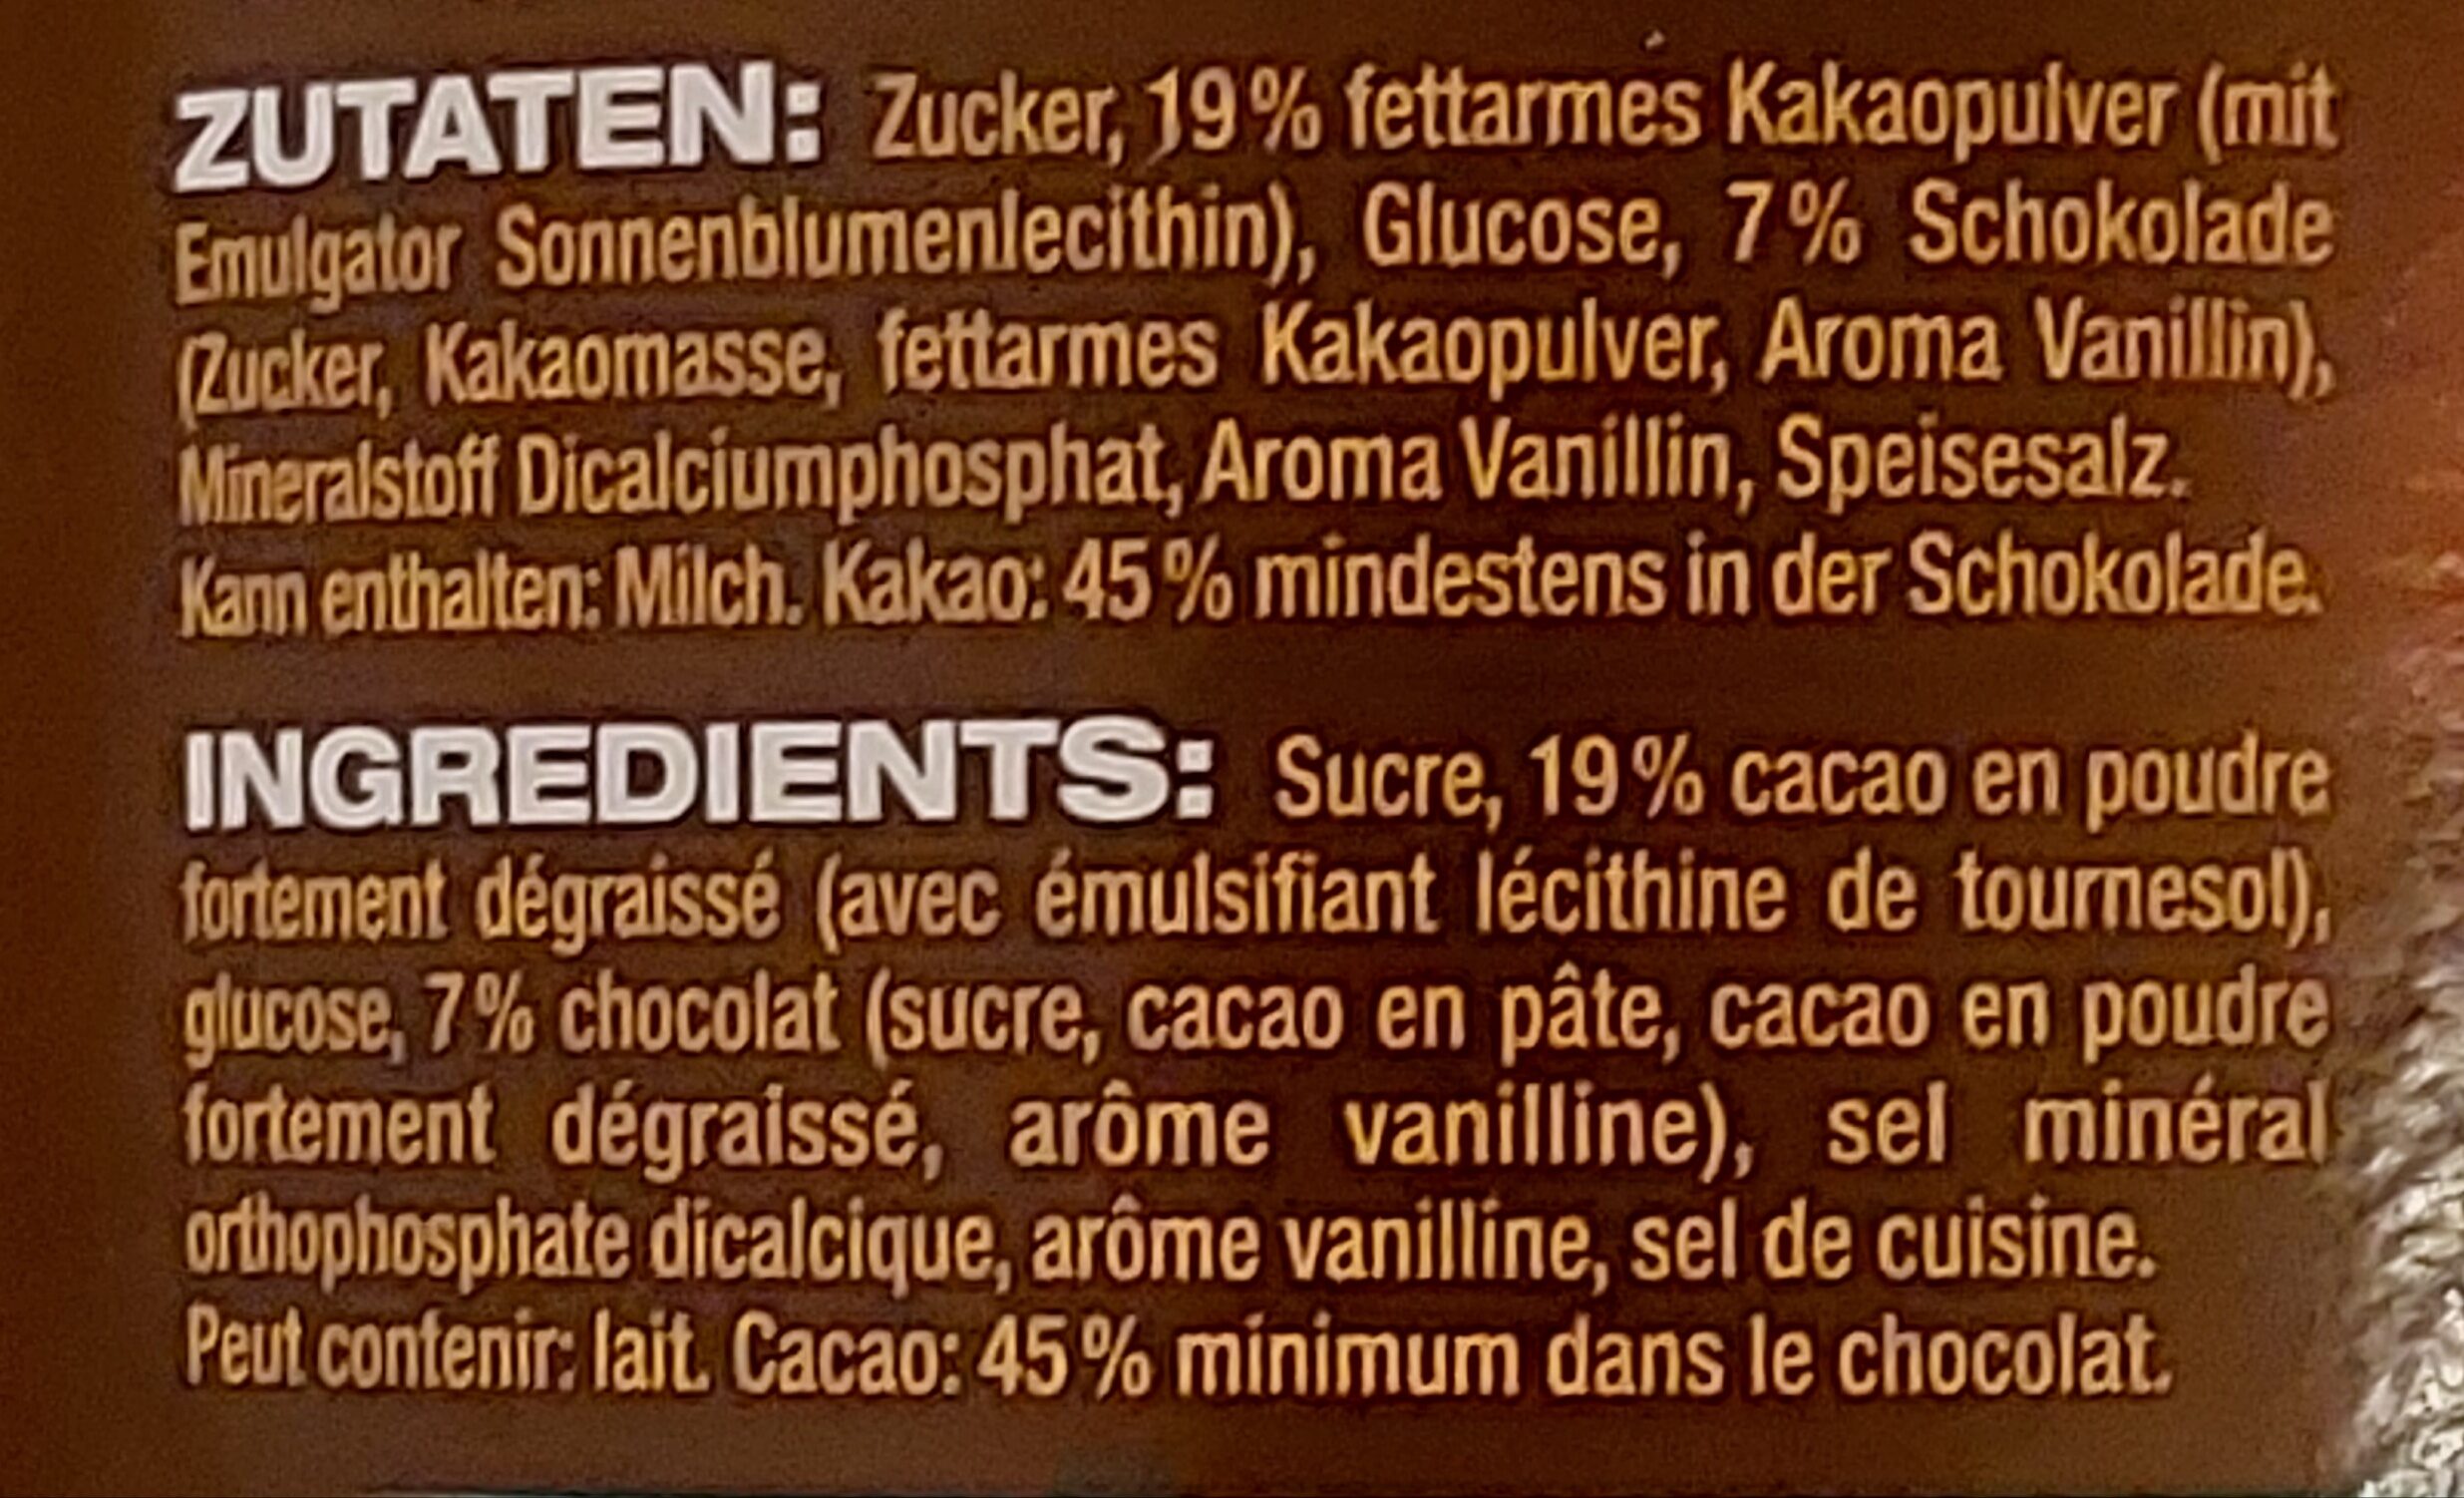 ZUTATEN: Zucker, 19% fettarmes Kakaopulver (mit
Emulgator Sonnenblumenlecithin), Glucose, 7% Schokolade
(Zucker, Kakaomasse, fettarmes Kakaopulver, Aroma Vanillin),
Mineralstoff Dicalciumphosphat, Aroma Vanillin, Speisesalz.
Kann enthalten: Milch. Kakao: 45% mindestens in der Schokolade.
INGREDIENTS: Sucre, 19% cacao en poudre
fortement dégraissé (avec émulsifiant lécithine de tournesol),
glucose, 7% chocolat (sucre, cacao en pâte, cacao en poudre
fortement dégraissé, arôme vanilline), sel minéral
orthophosphate dicalcique, arôme vanilline, sel de cuisine.
Peut contenir: lait. Cacao: 45% minimum dans le chocolat.